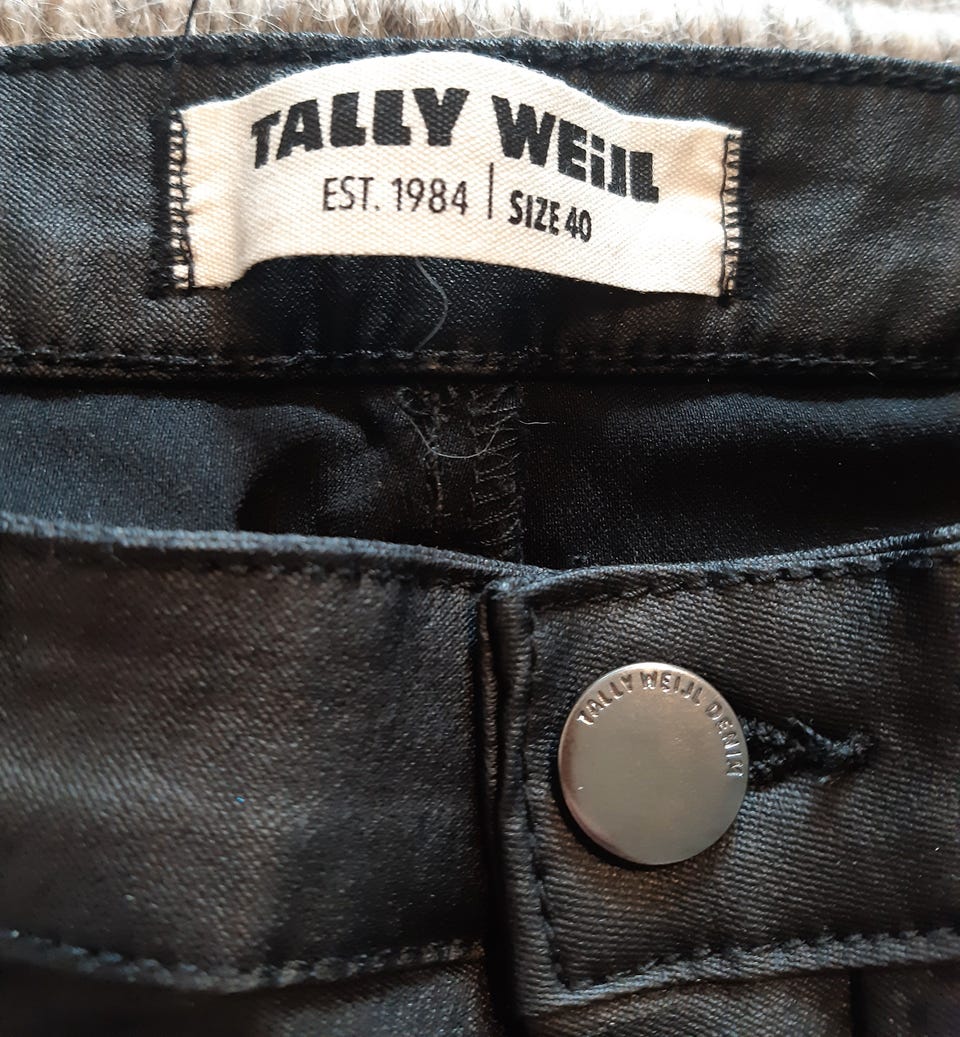 TALLY WEiJL
EST. 1984 | SIZE 40
TALLY WEIJL DENIM